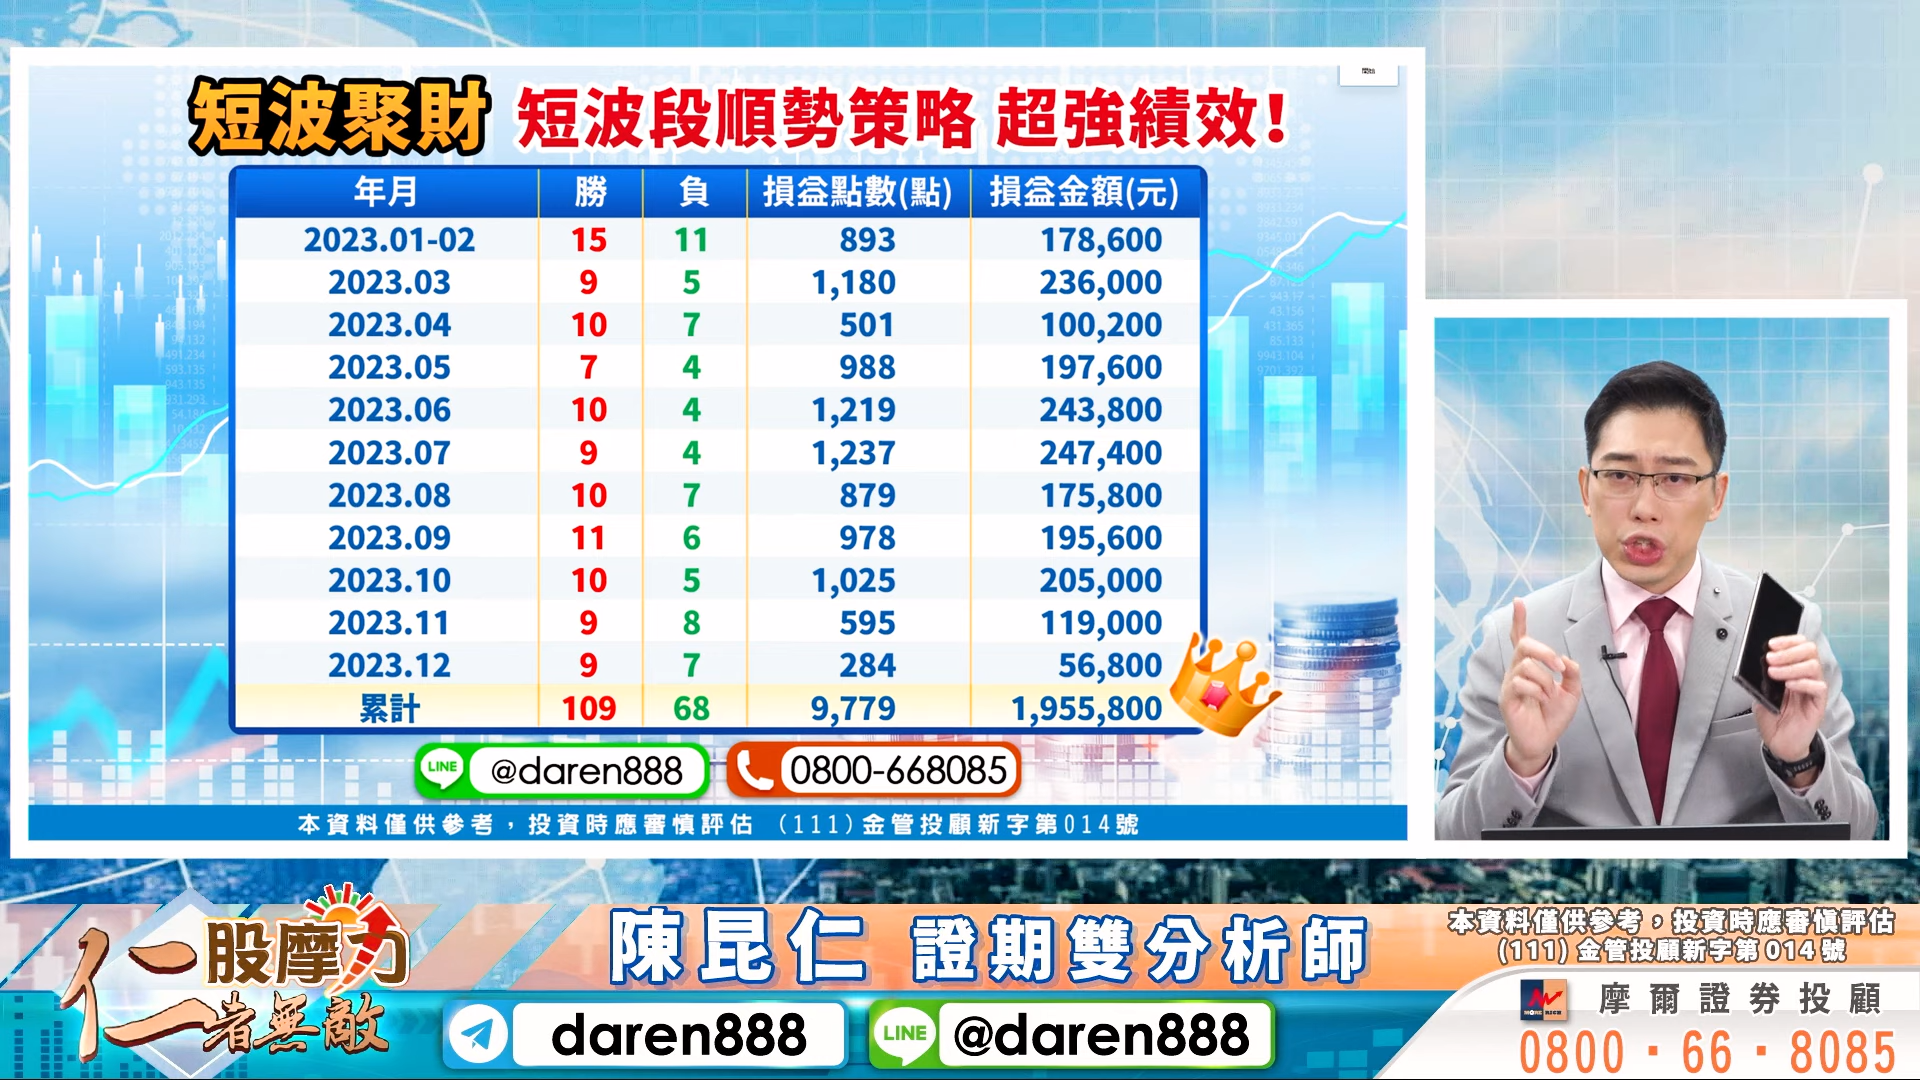 短波聚財 短波段順勢策略 超強績效!
年月 勝 負 損益點數(點) 損益金額(元)
2023.01-02 15 11 893 178,600
2023.03 9 5 1,180 236,000
2023.04 10 7 501 100,200
2023.05 7 4 988 197,600
2023.06 10 4 1,219 243,800
2023.07 9 4 1,237 247,400
2023.08 10 7 879 175,800
2023.09 11 6 978 195,600
2023.10 10 5 1,025 205,000
2023.11 9 8 595 119,000
2023.12 9 7 284 56,800
累計 109 68 9,779 1,955,800
LINE @daren888 0800-668085
本資料僅供參考，投資時應審慎評估 (111)金管投顧新字第014號
股摩力
仁者無敵
陳昆仁 證期雙分析師
daren888 LINE @daren888
本資料僅供參考，投資時應審慎評估
(111) 金管投顧新字第 014 號
摩爾證券投顧
0800・66・8085